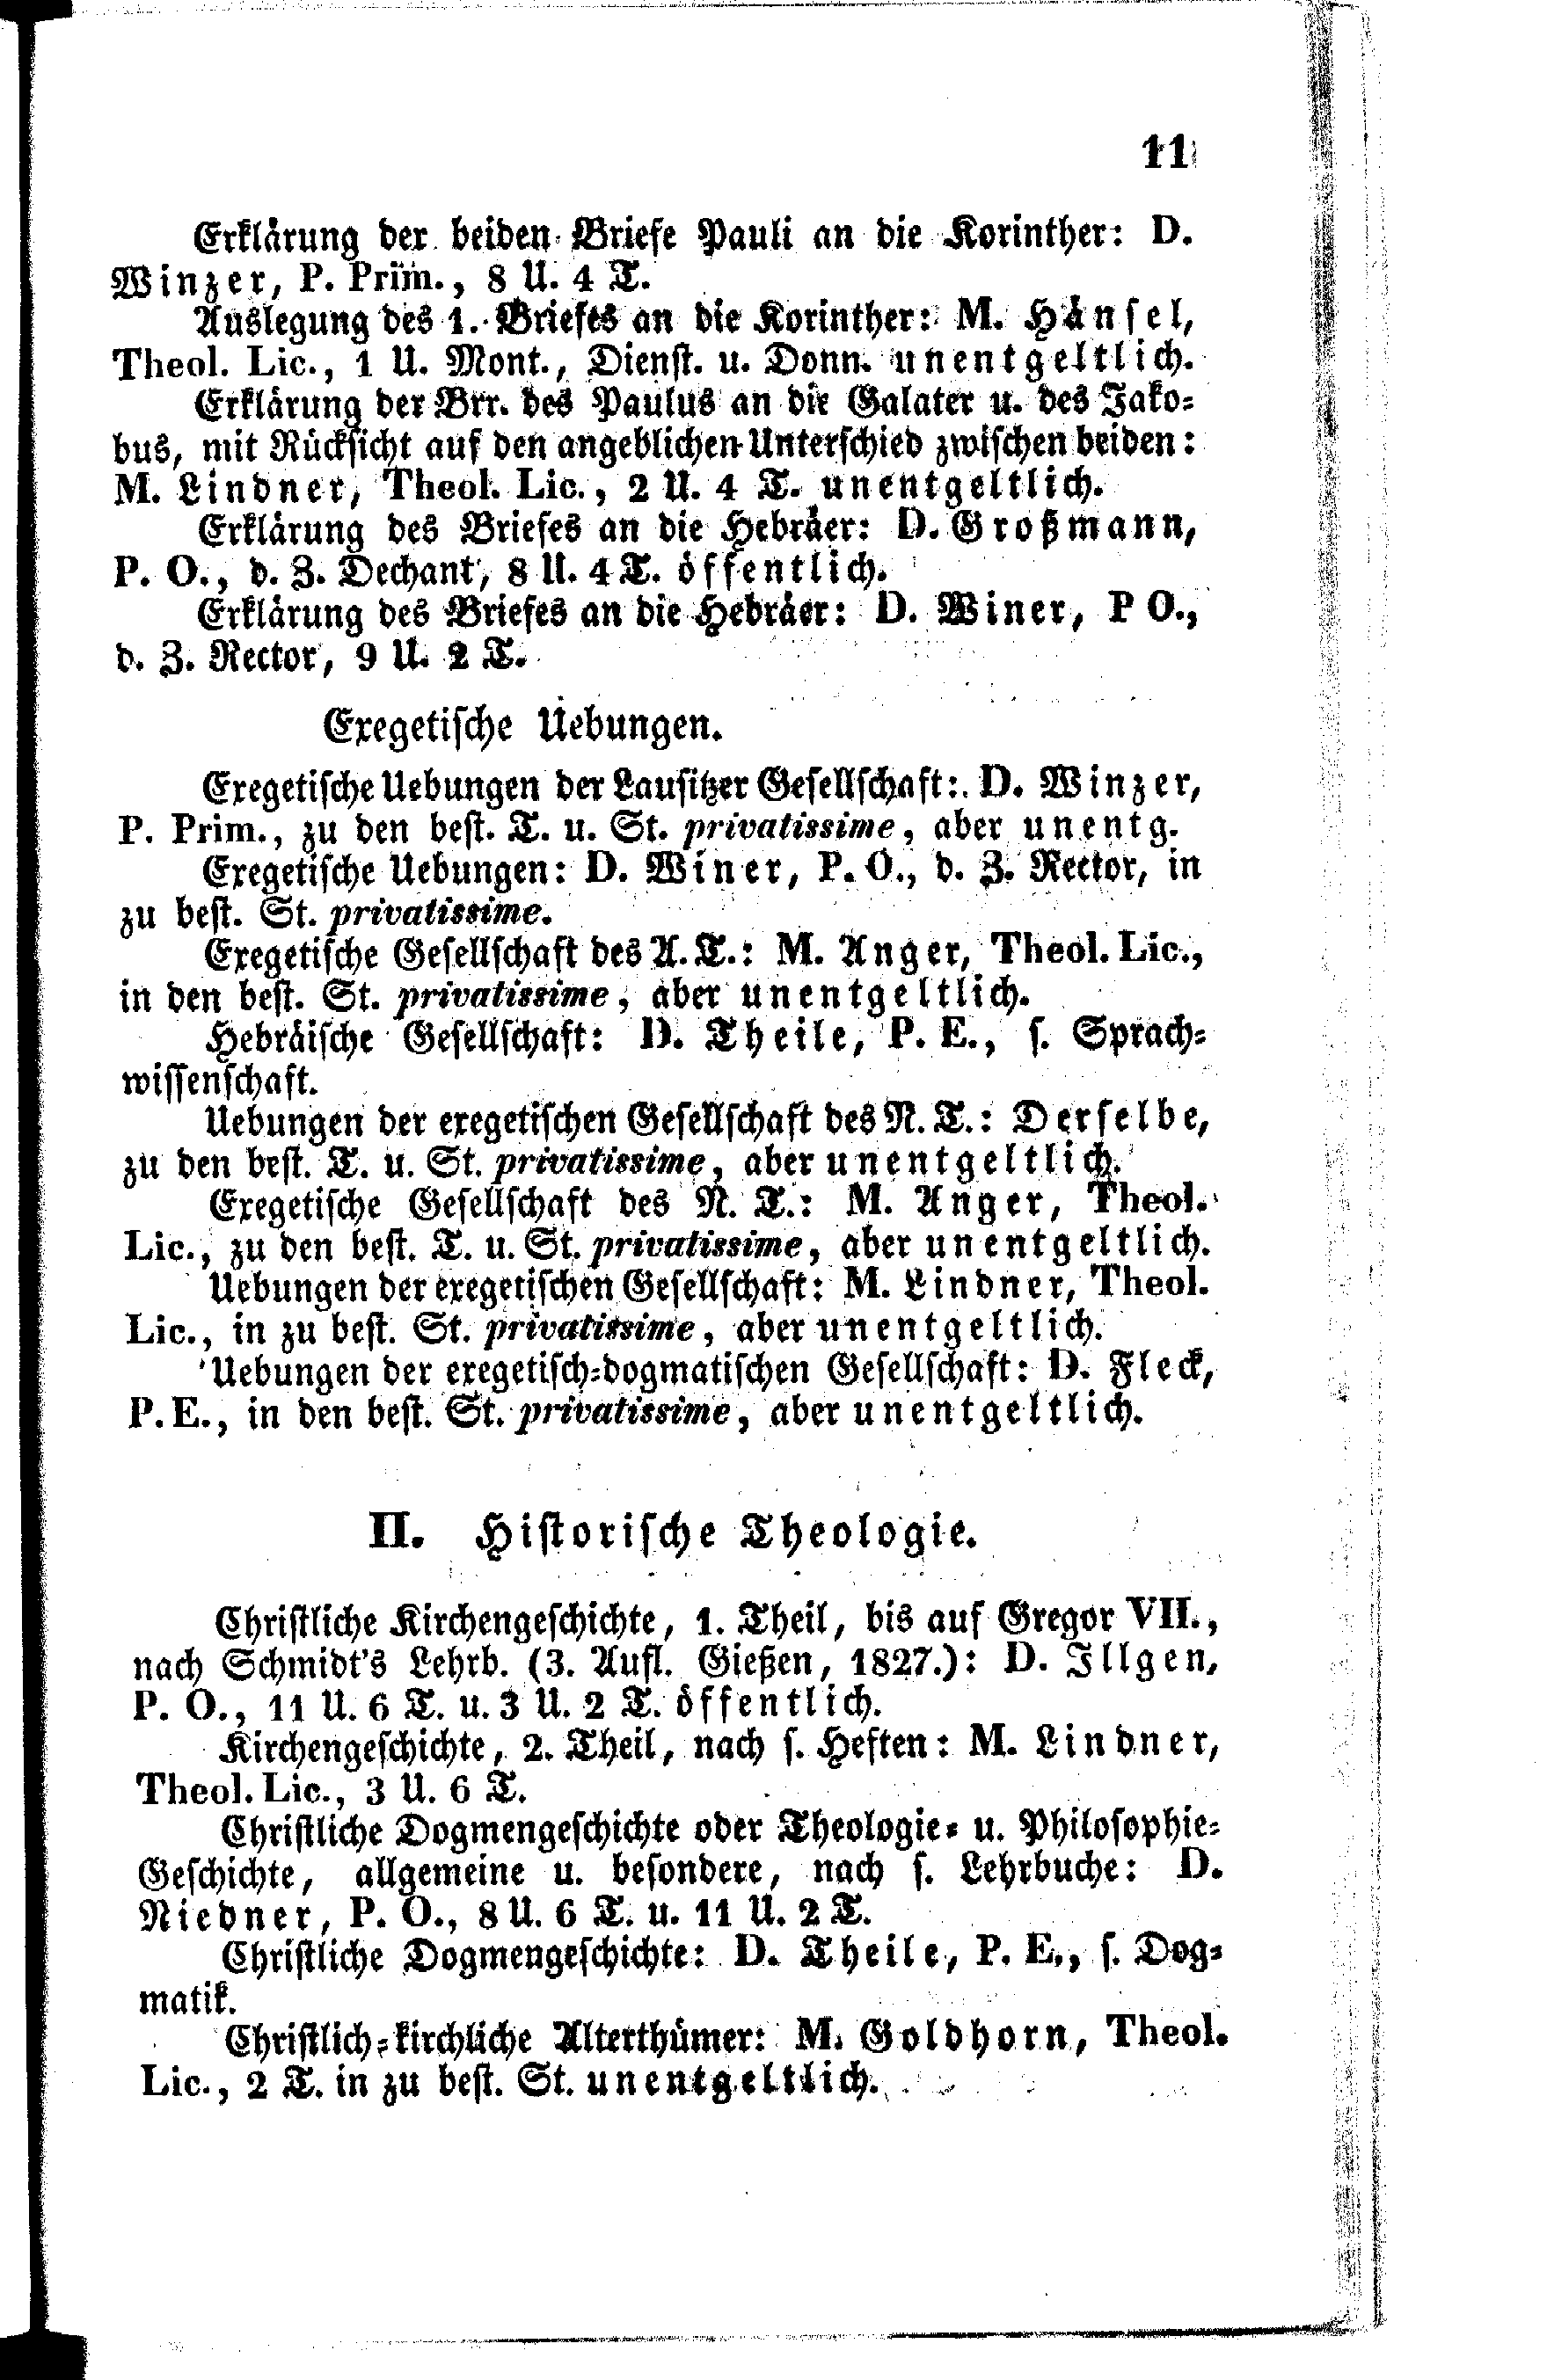 11
Erklärung der beiden Briefe Pauli an die Korinther: D.
Winzer, P. Prim., 8 U. 4 T.
Auslegung des 1. Briefes an die Korinther: M. Hänsel,
Theol. Lic., 1 U. Mont., Dienst. u. Donn. unentgeltlich.
Erklärung der Brr. des Paulus an die Galater u. des Jako-
bus, mit Rücksicht auf den angeblichen Unterschied zwischen beiden:
M. Lindner, Theol. Lic., 2 U. 4 T. unentgeltlich.
Erklärung des Briefes an die Hebräer: D. Großmann,
P. O., d. Z. Dechant, 8 U. 4 T. öffentlich.
Erklärung des Briefes an die Hebräer: D. Winer, P O.,
d. Z. Rector, 9 U. 2 T.
Exegetische Uebungen.
Exegetische Uebungen der Lausitzer Gesellschaft: D. Winzer,
P. Prim., zu den best. T. u. St. privatissime, aber unentg.
Exegetische Uebungen: D. Winer, P. O., d. Z. Rector, in
zu best. St. privatissime.
Exegetische Gesellschaft des A. T.: M. Anger, Theol. Lic.,
in den best. St. privatissime, aber unentgeltlich.
Hebräische Gesellschaft: D. Theile, P. E., s. Sprach-
wissenschaft.
Uebungen der exegetischen Gesellschaft des N. T.: Derselbe,
zu den best. T. u. St. privatissime, aber unentgeltlich.
Exegetische Gesellschaft des N. T.: M. Anger, Theol.
Lic., zu den best. T. u. St. privatissime, aber unentgeltlich.
Uebungen der exegetischen Gesellschaft: M. Lindner, Theol.
Lic., in zu best. St. privatissime, aber unentgeltlich.
Uebungen der exegetisch-dogmatischen Gesellschaft: D. Fleck,
P. E., in den best. St. privatissime, aber unentgeltlich.
II. Historische Theologie.
Christliche Kirchengeschichte, 1. Theil, bis auf Gregor VII.,
nach Schmidt's Lehrb. (3. Aufl. Gießen, 1827.): D. Illgen,
P. O., 11 U. 6 T. u. 3 U. 2 T. öffentlich.
Kirchengeschichte, 2. Theil, nach s. Heften: M. Lindner,
Theol. Lic., 3 U. 6 T.
Christliche Dogmengeschichte oder Theologie- u. Philosophie-
Geschichte, allgemeine u. besondere, nach s. Lehrbuche: D.
Niedner, P. O., 8 U. 6 T. u. 11 U. 2 T.
Christliche Dogmengeschichte: D. Theile, P. E., s. Dog-
matik.
Christlich-kirchliche Alterthümer: M. Goldhorn, Theol.
Lic., 2 T. in zu best. St. unentgeltlich.